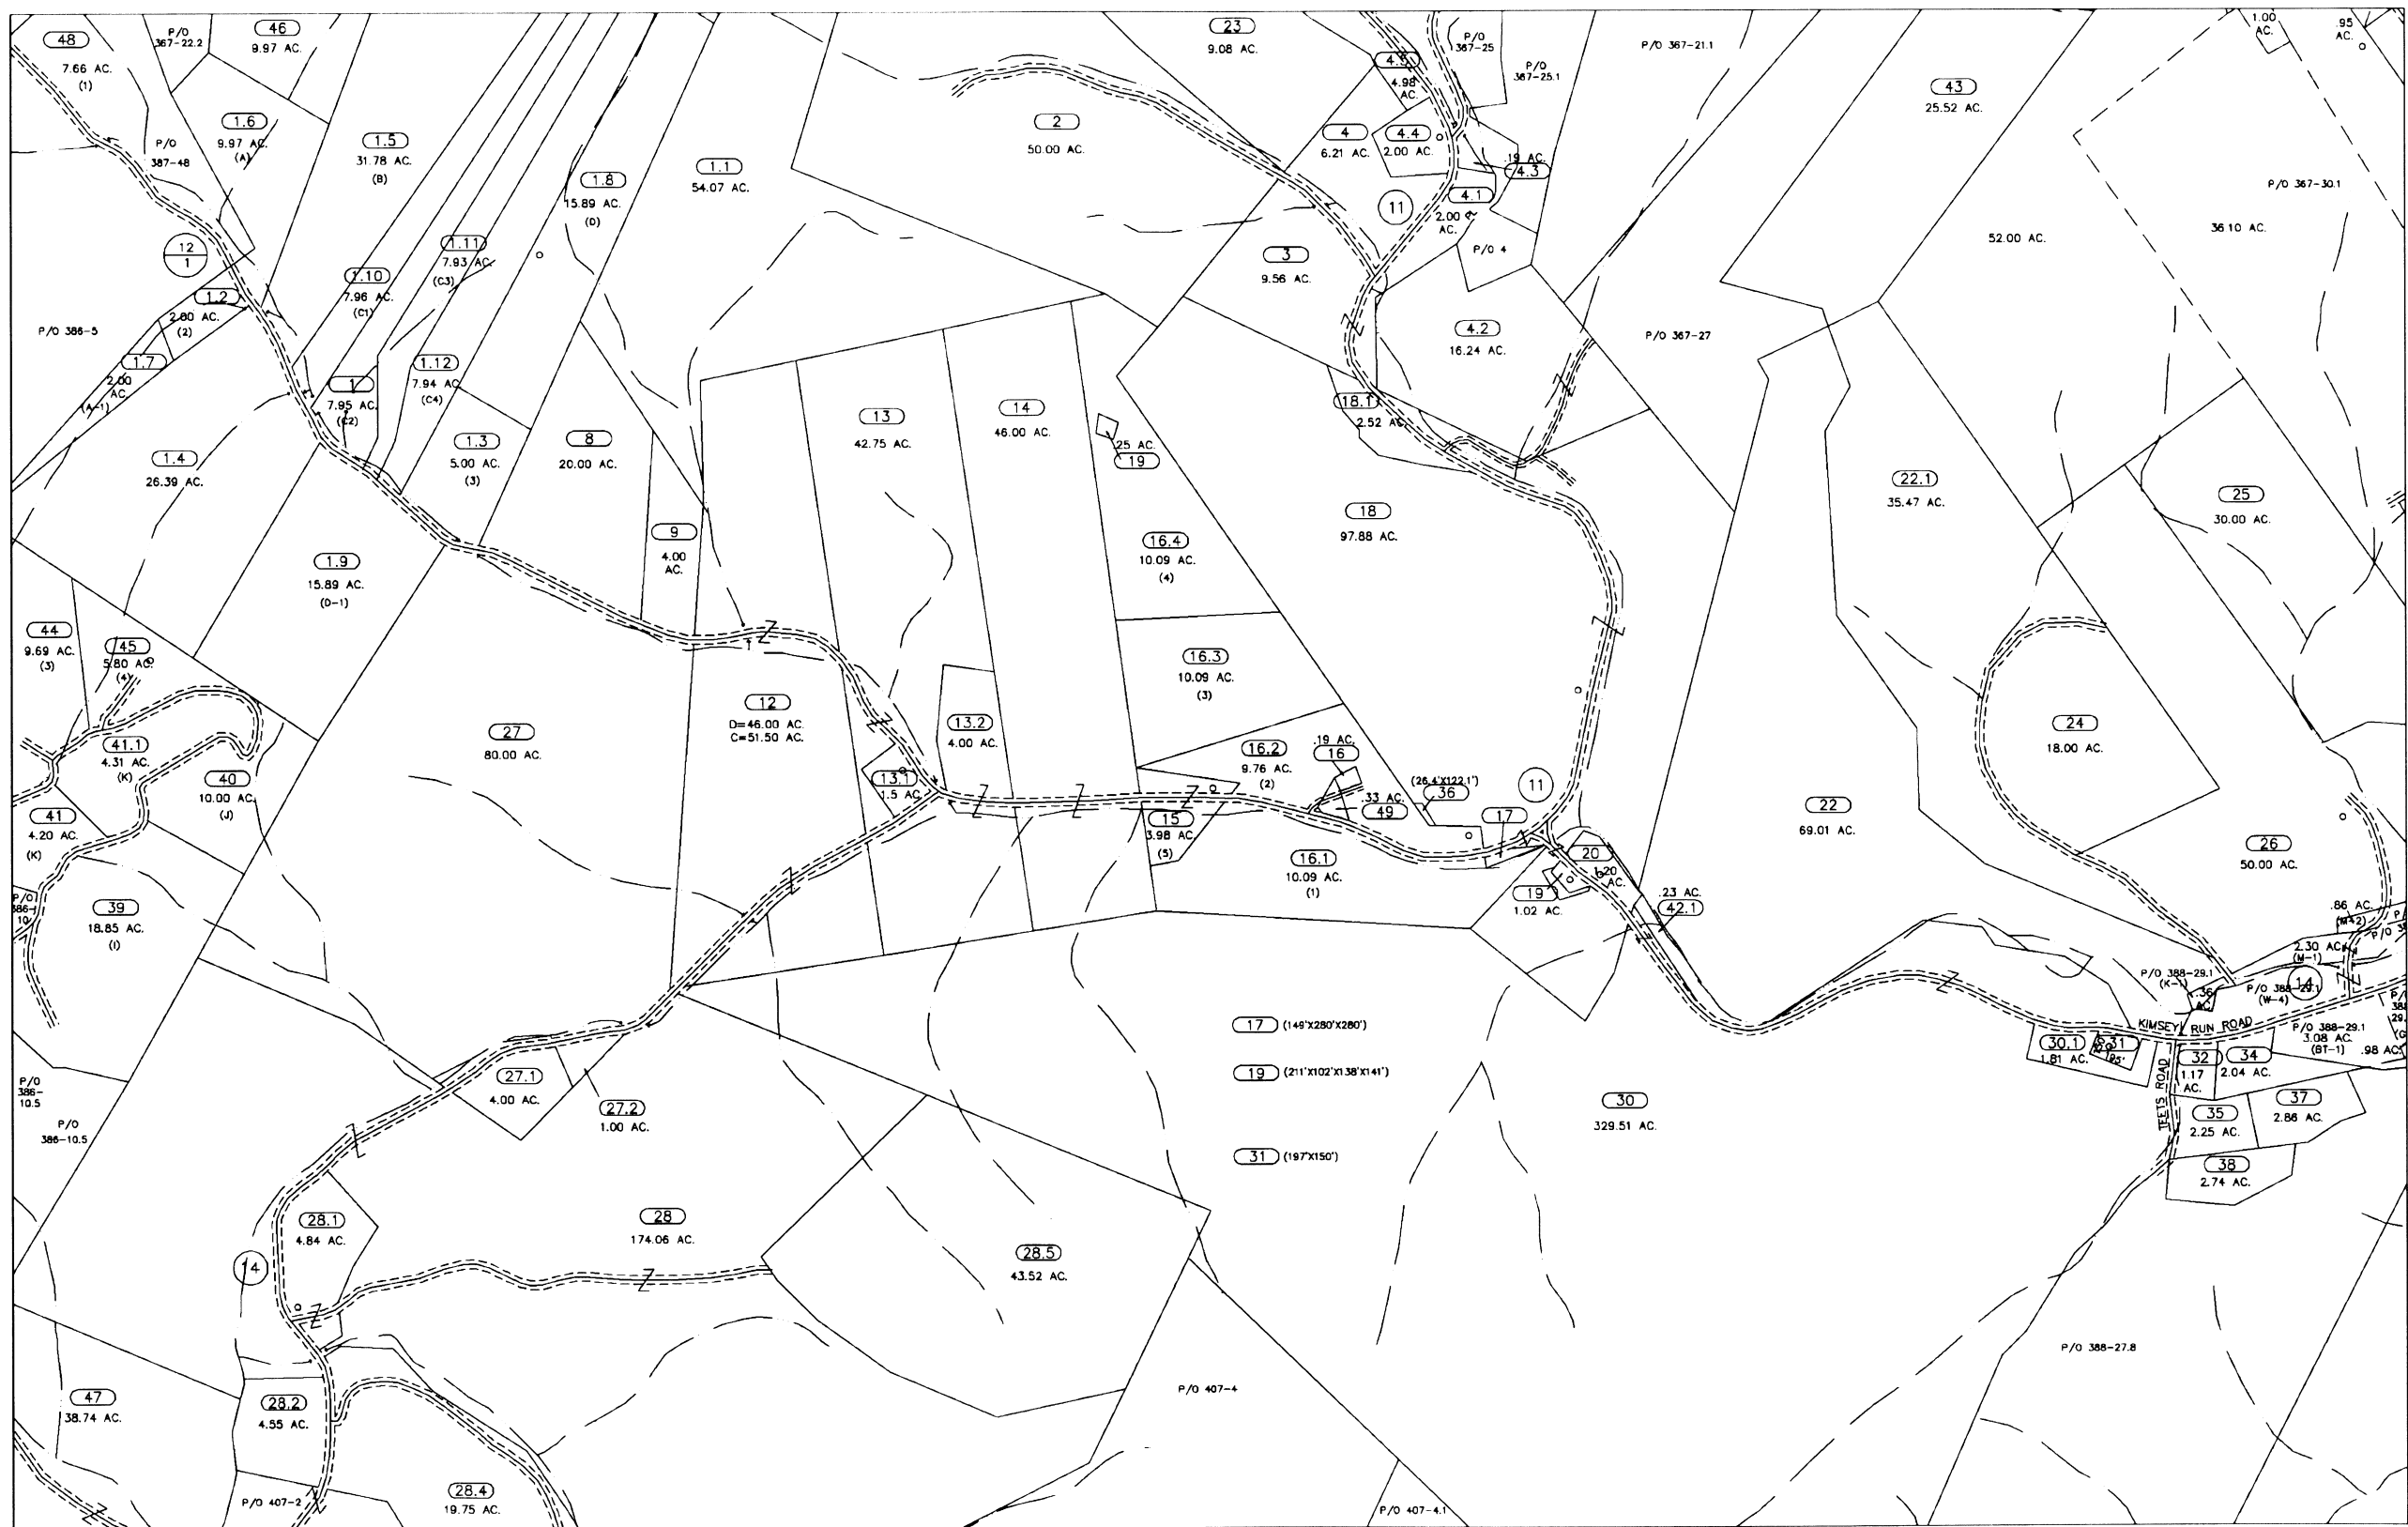 48
7.66 AC.
(1)
P/O
367-22.2
46
9.97 AC.
P/O
387-48
1.6
9.97 AC.
(A)
1.5
31.78 AC.
(B)
1.8
15.89 AC.
(D)
1.1
54.07 AC.
2
50.00 AC.
23
9.08 AC.
4.98
AC.
P/O
367-25
P/O
367-25.1
P/O 367-21.1
43
25.52 AC.
1.00
AC.
.95
AC.
4
6.21 AC.
4.4
2.00 AC.
.19 AC.
4.3
4.1
2.00
AC.
11
P/O 4
P/O 367-30.1
36.10 AC.
52.00 AC.
12
1
1.11
7.93 AC.
(C3)
1.10
7.96 AC.
(C1)
3
9.56 AC.
1.2
2.00 AC.
(2)
P/O 386-5
1.7
2.00
AC.
(A-1)
1
7.95 AC.
(C2)
1.12
7.94 AC.
(C4)
4.2
16.24 AC.
P/O 367-27
18.1
2.52 AC.
1.4
26.39 AC.
1.3
5.00 AC.
(3)
8
20.00 AC.
13
42.75 AC.
14
46.00 AC.
.25 AC.
19
18
97.88 AC.
22.1
35.47 AC.
25
30.00 AC.
9
4.00
AC.
1.9
15.89 AC.
(D-1)
16.4
10.09 AC.
(4)
44
9.69 AC.
(3)
45
5.80 AC.
(4)
16.3
10.09 AC.
(3)
12
D=46.00 AC.
C=51.50 AC.
27
80.00 AC.
13.2
4.00 AC.
24
18.00 AC.
41.1
4.31 AC.
(K)
40
10.00 AC.
(J)
13.1
1.5 AC.
16.2
9.76 AC.
(2)
.19 AC.
16
(26.4'X122.1')
36
.33 AC.
49
17
11
22
69.01 AC.
41
4.20 AC.
(K)
15
3.98 AC.
(5)
16.1
10.09 AC.
(1)
20
1.20
AC.
19
1.02 AC.
.23 AC.
42.1
26
50.00 AC.
P/O
386-
10
39
18.85 AC.
(I)
.86 AC.
(M-2)
2.30 AC.
(M-1)
P/O 388-29.1
(K-1)
.36
AC.
P/O 388-29.1
(W-4)
14
KIMSEY RUN ROAD
17 (149'X280'X280')
19 (211'X102'X138'X141')
31 (197'X150')
30
329.51 AC.
30.1
1.81 AC.
31
95'
TEETS ROAD
32
1.17
AC.
34
2.04 AC.
P/O 388-29.1
3.08 AC.
(BT-1)
.98 AC.
35
2.25 AC.
37
2.86 AC.
38
2.74 AC.
P/O
386-
10.5
P/O
386-10.5
27.1
4.00 AC.
27.2
1.00 AC.
28.1
4.84 AC.
14
28
174.06 AC.
28.5
43.52 AC.
P/O 388-27.8
P/O 407-4
47
38.74 AC.
28.2
4.55 AC.
P/O 407-2
28.4
19.75 AC.
P/O 407-4.1